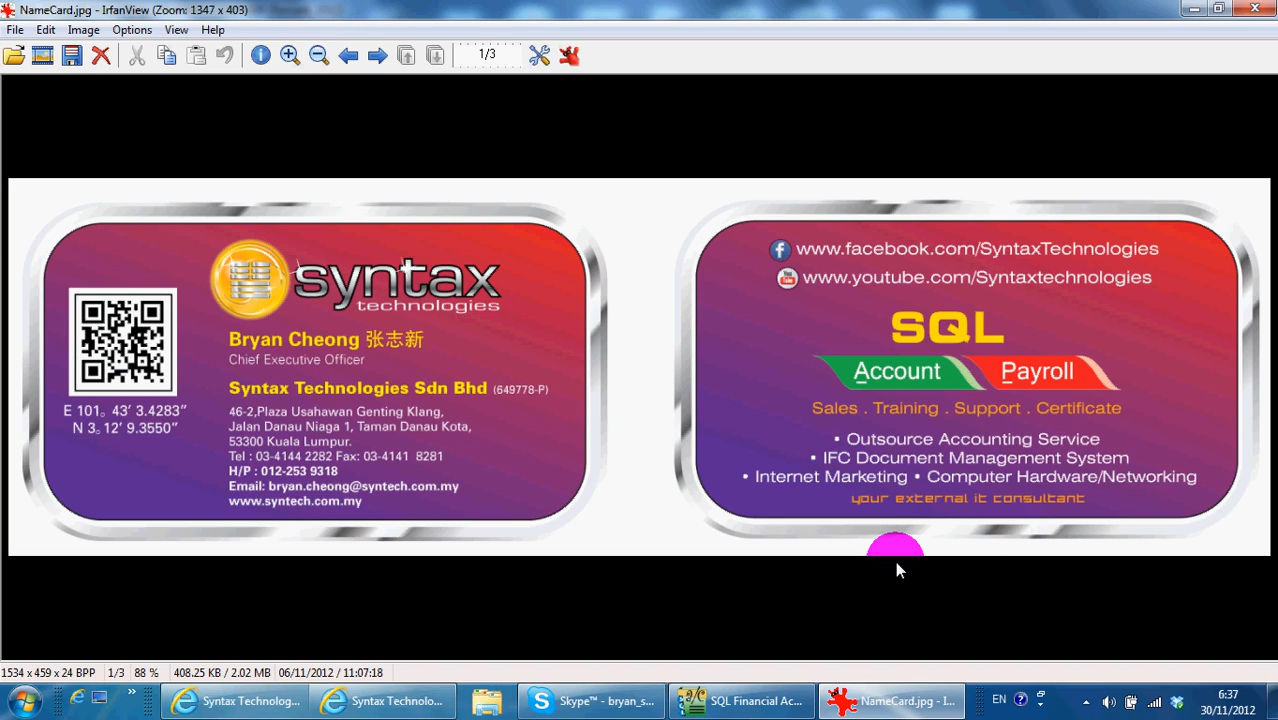 NameCard.jpg - IrfanView (Zoom: 1347 x 403)
File Edit Image Options View Help
1/3
syntax
technologies
Bryan Cheong 张志新
Chief Executive Officer
Syntax Technologies Sdn Bhd (649778-P)
46-2,Plaza Usahawan Genting Klang,
Jalan Danau Niaga 1, Taman Danau Kota,
53300 Kuala Lumpur.
Tel : 03-4144 2282 Fax: 03-4141 8281
H/P : 012-253 9318
Email: bryan.cheong@syntech.com.my
www.syntech.com.my
E 101。 43' 3.4283"
N 3。12' 9.3550"
www.facebook.com/SyntaxTechnologies
www.youtube.com/Syntaxtechnologies
SQL
Account Payroll
Sales . Training . Support . Certificate
• Outsource Accounting Service
• IFC Document Management System
• Internet Marketing • Computer Hardware/Networking
your external it consultant
1534 x 459 x 24 BPP 1/3 88 % 408.25 KB / 2.02 MB 06/11/2012 / 11:07:18
Syntax Technolog... Syntax Technolo... Skype™ - bryan_s... SQL Financial Ac... NameCard.jpg - I... EN 6:37
30/11/2012